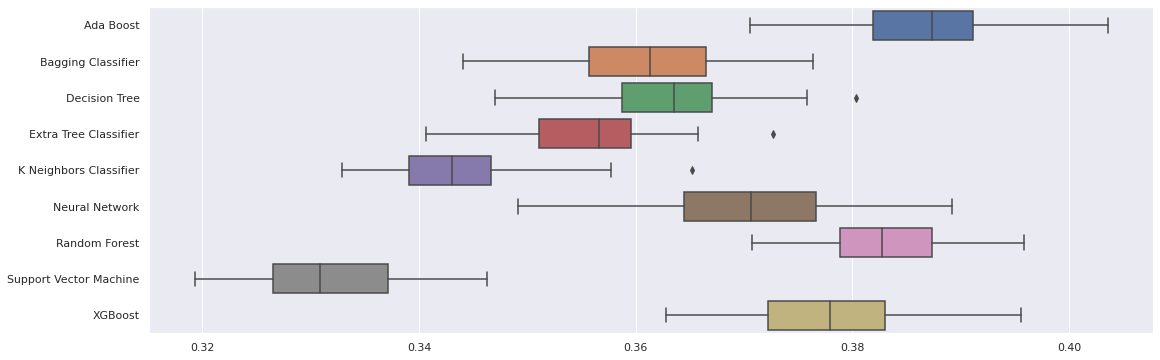 Ada Boost
Bagging Classifier
Decision Tree
Extra Tree Classifier
K Neighbors Classifier
Neural Network
Random Forest
Support Vector Machine
XGBoost
0.32 0.34 0.36 0.38 0.40